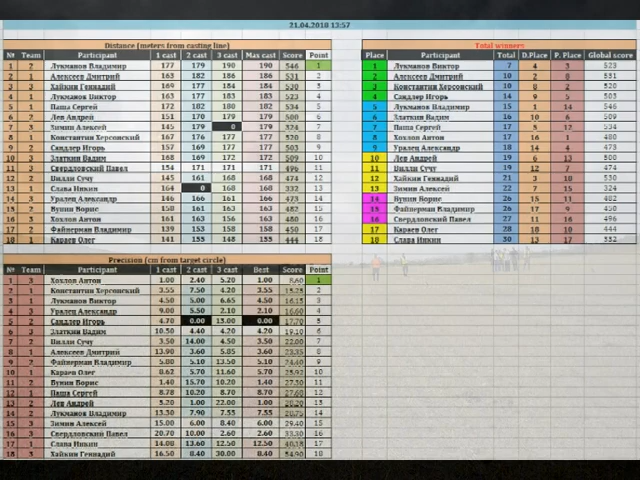 21.04.2018 13:57
Distance (meters from casting line)
№ Team Participant 1 cast 2 cast 3 cast Max cast Score Point
1 2 Лукманов Владимир 177 179 190 190 546 1
2 1 Алексеев Дмитрий 163 182 186 186 531 2
3 3 Хайкин Геннадий 169 177 184 184 530 3
4 1 Лукманов Виктор 163 177 183 183 523 4
5 1 Паша Сергей 172 182 180 182 534 5
6 2 Лев Андрей 151 170 179 179 500 6
7 3 Зимин Алексей 145 179 0 179 324 7
8 1 Константин Херсонский 167 176 177 177 520 8
9 2 Сандлер Игорь 157 169 177 177 503 9
10 3 Златкин Вадим 168 169 172 172 509 10
11 3 Свердловский Павел 154 171 171 171 496 11
12 2 Шилли Сучу 145 161 168 168 474 12
13 1 Слава Никин 164 0 168 168 332 13
14 3 Уралец Александр 146 166 161 166 473 14
15 2 Вунин Борис 158 161 163 163 482 15
16 3 Хохлов Антон 161 163 156 163 480 16
17 2 Файнерман Владимир 139 153 158 158 450 17
18 1 Караев Олег 141 155 148 155 444 18
Total winners
Place Participant Total D.Place P. Place Global score
1 Лукманов Виктор 7 4 3 523
2 Алексеев Дмитрий 10 2 8 531
3 Константин Херсонский 10 8 2 520
4 Сандлер Игорь 14 9 5 503
5 Лукманов Владимир 15 1 14 546
6 Златкин Вадим 16 10 6 509
7 Паша Сергей 17 5 12 534
8 Хохлов Антон 17 16 1 480
9 Уралец Александр 18 14 4 473
10 Лев Андрей 19 6 13 500
11 Шилли Сучу 19 12 7 474
12 Хайкин Геннадий 21 3 18 530
13 Зимин Алексей 22 7 15 324
14 Вунин Борис 26 15 11 482
15 Файнерман Владимир 26 17 9 450
16 Свердловский Павел 27 11 16 496
17 Караев Олег 28 18 10 444
18 Слава Никин 30 13 17 332
Precision (cm from target circle)
№ Team Participant 1 cast 2 cast 3 cast Best Score Point
1 3 Хохлов Антон 1.00 2.40 5.20 1.00 8.60 1
2 1 Константин Херсонский 3.55 7.50 4.20 3.55 15.25 2
3 1 Лукманов Виктор 4.50 5.00 6.65 4.50 16.15 3
4 3 Уралец Александр 9.00 5.50 2.10 2.10 16.60 4
5 2 Сандлер Игорь 4.70 0.00 13.00 0.00 17.70 5
6 3 Златкин Вадим 10.50 4.40 4.20 4.20 19.10 6
7 2 Шилли Сучу 3.50 14.00 4.50 3.50 22.00 7
8 1 Алексеев Дмитрий 13.90 3.60 5.85 3.60 23.35 8
9 2 Файнерман Владимир 5.80 5.10 13.50 5.10 24.40 9
10 1 Караев Олег 8.62 5.70 11.60 5.70 25.92 10
11 2 Вунин Борис 1.40 15.70 10.20 1.40 27.30 11
12 1 Паша Сергей 8.78 10.20 8.70 8.70 12
13 2 Лев Андрей 5.20 1.00 22.00 1.00 28.20 13
14 2 Лукманов Владимир 13.30 7.90 7.55 7.55 28.75 14
15 3 Зимин Алексей 15.00 6.00 8.40 6.00 29.40 15
16 3 Свердловский Павел 20.70 10.00 2.60 2.60 33.30 16
17 1 Слава Никин 14.08 13.60 12.50 12.50 40.18 17
18 3 Хайкин Геннадий 16.50 8.40 30.00 8.40 54.90 18